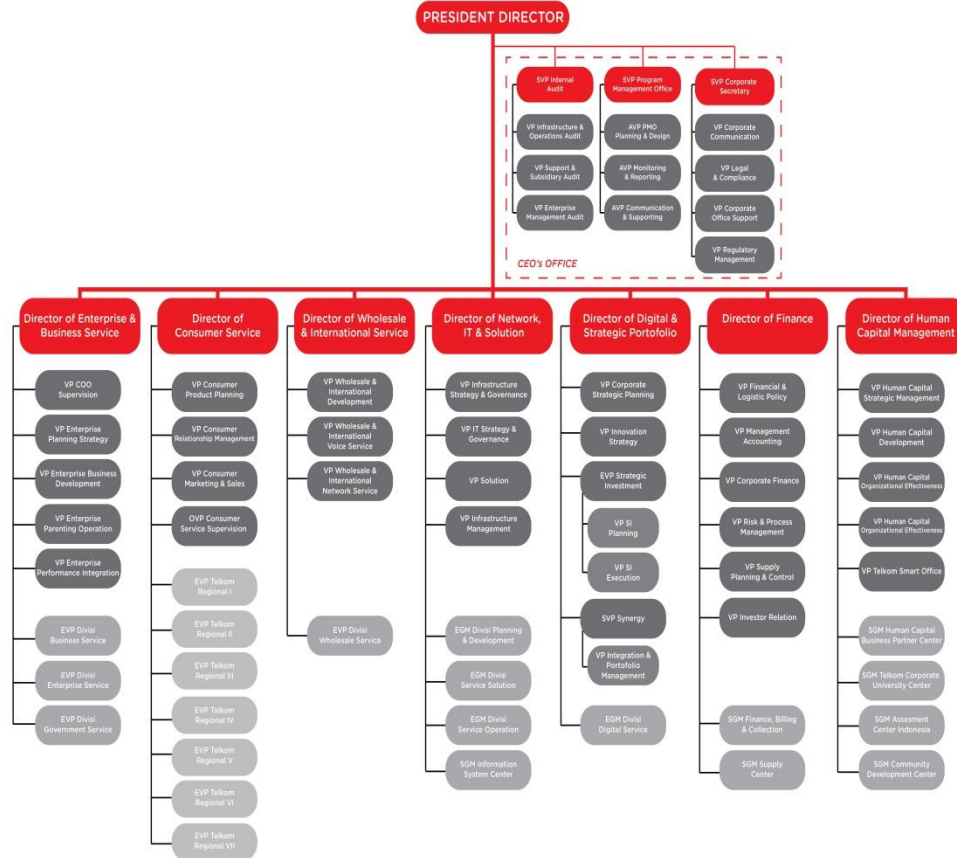 PRESIDENT DIRECTOR
SVP Internal
Audit
VP Infrastructure &
Operations Audit
VP Support &
Subsidiary Audit
VP Enterprise
Management Audit
SVP Program
Management Office
AVP PMO
Planning & Design
AVP Monitoring
& Reporting
AVP Communication
& Supporting
SVP Corporate
Secretary
VP Corporate
Communication
VP Legal
& Compliance
VP Corporate
Office Support
VP Regulatory
Management
CEO's OFFICE
Director of Enterprise &
Business Service
VP COO
Supervision
VP Enterprise
Planning Strategy
VP Enterprise Business
Development
VP Enterprise
Parenting Operation
VP Enterprise
Performance Integration
EVP Divisi
Business Service
EVP Divisi
Enterprise Service
EVP Divisi
Government Service
Director of
Consumer Service
VP Consumer
Product Planning
VP Consumer
Relationship Management
VP Consumer
Marketing & Sales
OVP Consumer
Service Supervision
EVP Telkom
Regional I
EVP Telkom
Regional II
EVP Telkom
Regional III
EVP Telkom
Regional IV
EVP Telkom
Regional V
EVP Telkom
Regional VI
EVP Telkom
Regional VII
Director of Wholesale
& International Service
VP Wholesale &
International
Development
VP Wholesale &
International
Voice Service
VP Wholesale &
International
Network Service
EVP Divisi
Wholesale Service
Director of Network,
IT & Solution
VP Infrastructure
Strategy & Governance
VP IT Strategy &
Governance
VP Solution
VP Infrastructure
Management
EGM Divisi Planning
& Development
EGM Divisi
Service Solution
EGM Divisi
Service Operation
SGM Information
System Center
Director of Digital &
Strategic Portofolio
VP Corporate
Strategic Planning
VP Innovation
Strategy
EVP Strategic
Investment
VP SI
Planning
VP SI
Execution
SVP Synergy
VP Integration &
Portofolio
Management
EGM Divisi
Digital Service
Director of Finance
VP Financial &
Logistic Policy
VP Management
Accounting
VP Corporate Finance
VP Risk & Process
Management
VP Supply
Planning & Control
VP Investor Relation
SGM Finance, Billing
& Collection
SGM Supply
Center
Director of Human
Capital Management
VP Human Capital
Strategic Management
VP Human Capital
Development
VP Human Capital
Organizational Effectiveness
VP Human Capital
Organizational Effectiveness
VP Telkom Smart Office
SGM Human Capital
Business Partner Center
SGM Telkom Corporate
University Center
SGM Assesment
Center Indonesia
SGM Community
Development Center